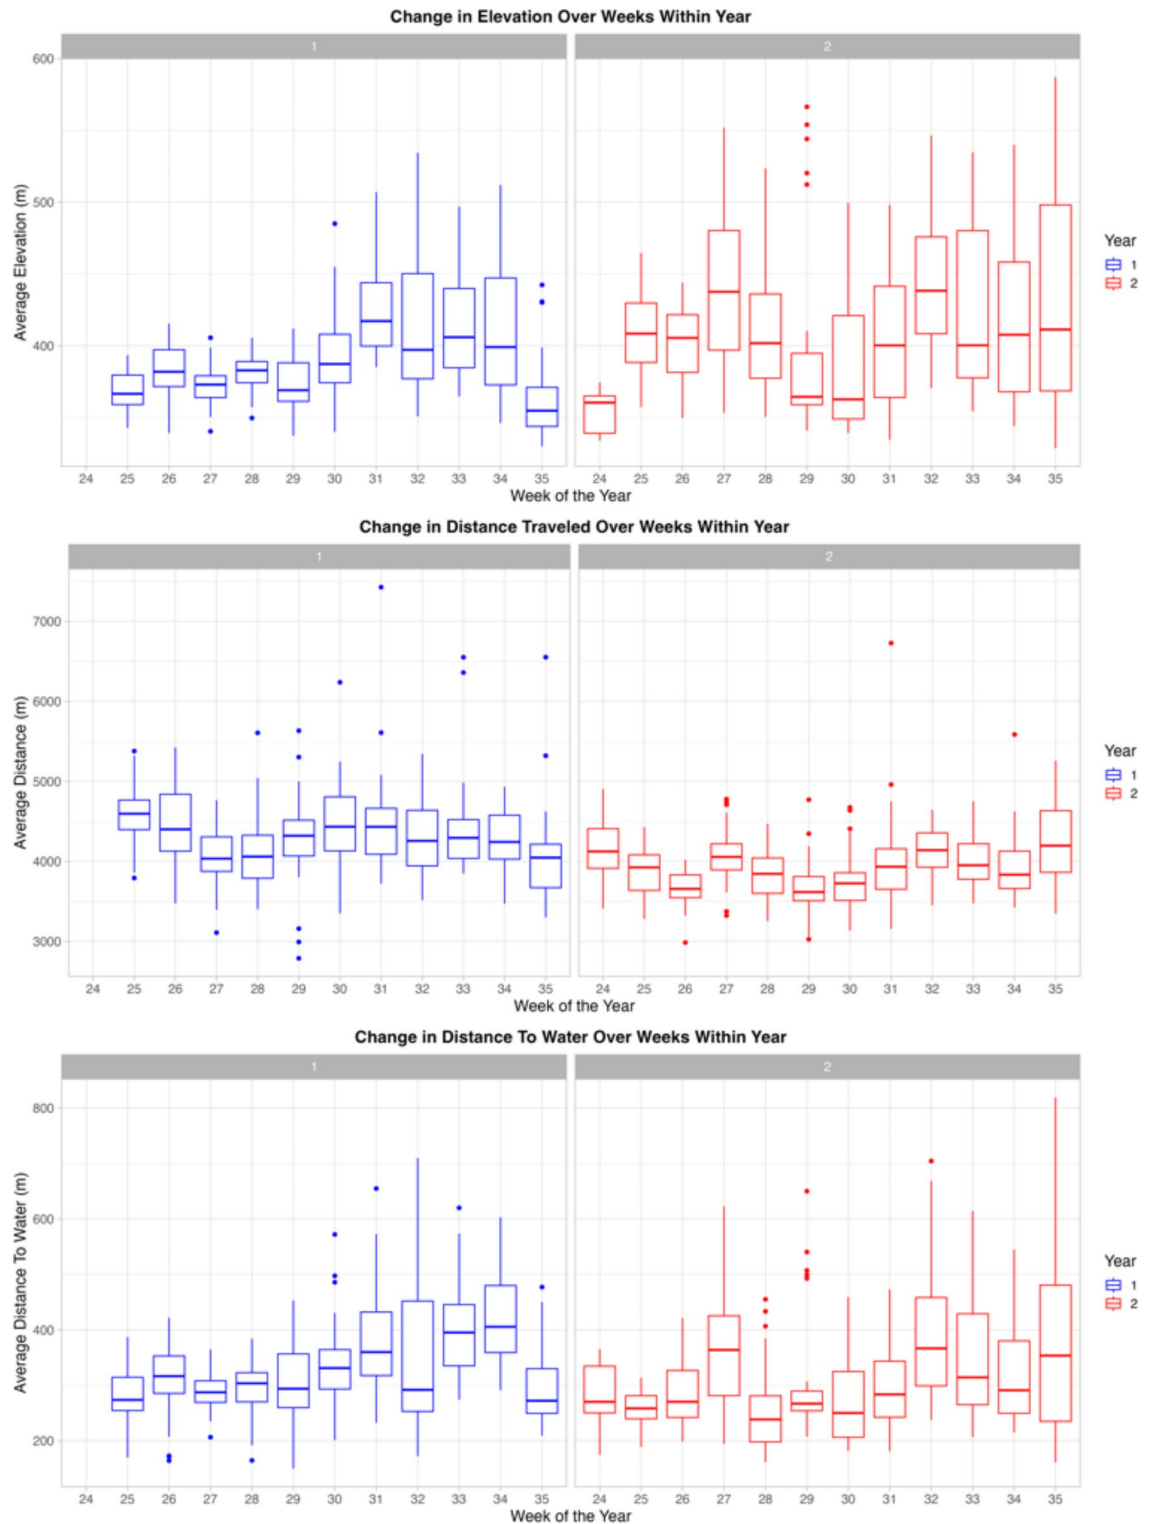 Change in Elevation Over Weeks Within Year
1 2
600
500
400
Average Elevation (m)
24 25 26 27 28 29 30 31 32 33 34 35 24 25 26 27 28 29 30 31 32 33 34 35
Week of the Year
Year
1
2
Change in Distance Traveled Over Weeks Within Year
1 2
7000
6000
5000
4000
3000
Average Distance (m)
24 25 26 27 28 29 30 31 32 33 34 35 24 25 26 27 28 29 30 31 32 33 34 35
Week of the Year
Year
1
2
Change in Distance To Water Over Weeks Within Year
1 2
800
600
400
200
Average Distance To Water (m)
24 25 26 27 28 29 30 31 32 33 34 35 24 25 26 27 28 29 30 31 32 33 34 35
Week of the Year
Year
1
2